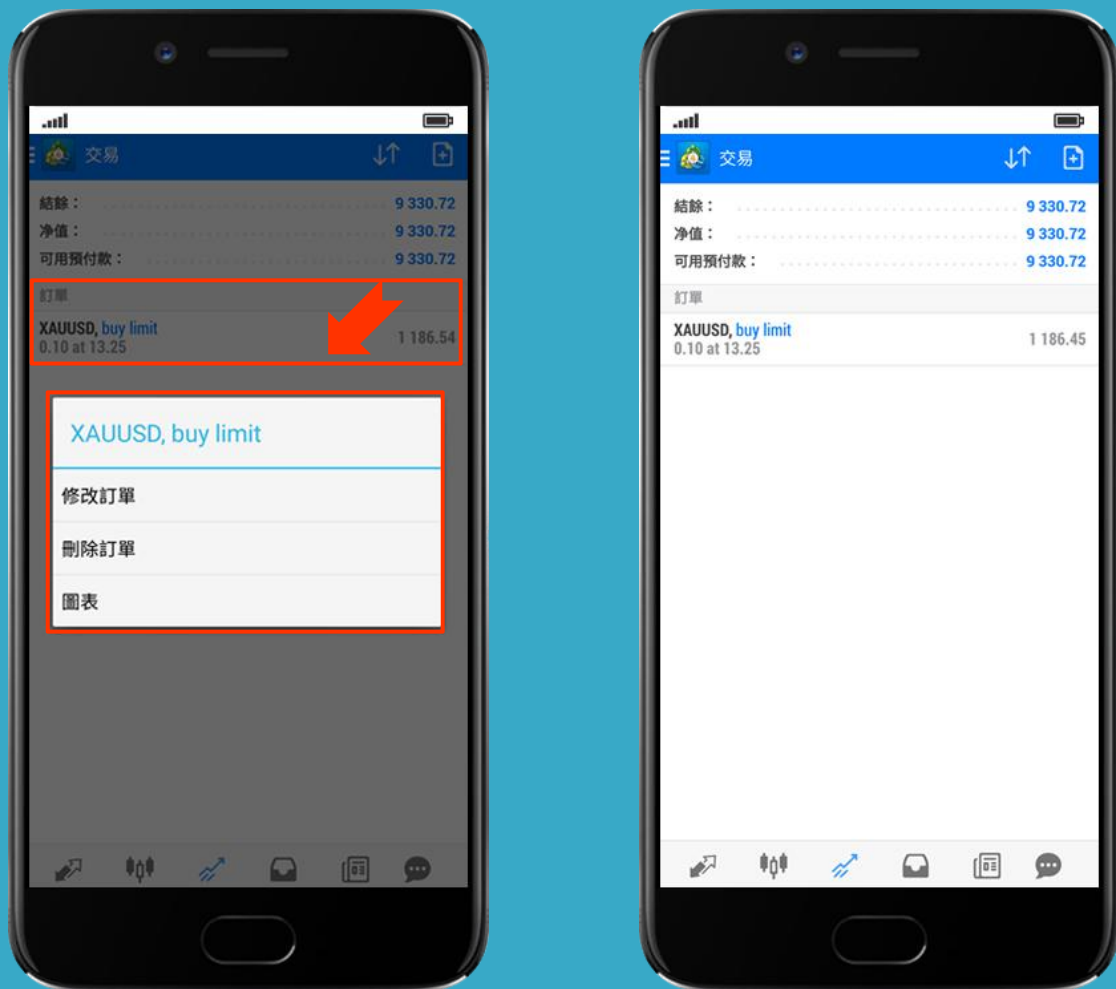 交易
結餘：
9 330.72
净值：
9 330.72
可用預付款：
9 330.72
訂單
XAUUSD, buy limit
0.10 at 13.25
1 186.54
XAUUSD, buy limit
修改訂單
刪除訂單
圖表
交易
結餘：
9 330.72
净值：
9 330.72
可用預付款：
9 330.72
訂單
XAUUSD, buy limit
0.10 at 13.25
1 186.45